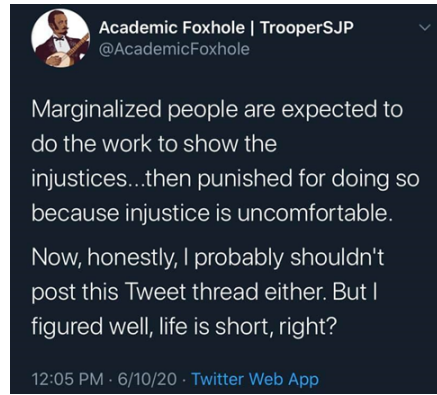 Academic Foxhole | TrooperSJP
@AcademicFoxhole
Marginalized people are expected to
do the work to show the
injustices...then punished for doing so
because injustice is uncomfortable.
Now, honestly, I probably shouldn't
post this Tweet thread either. But I
figured well, life is short, right?
12:05 PM · 6/10/20 · Twitter Web App